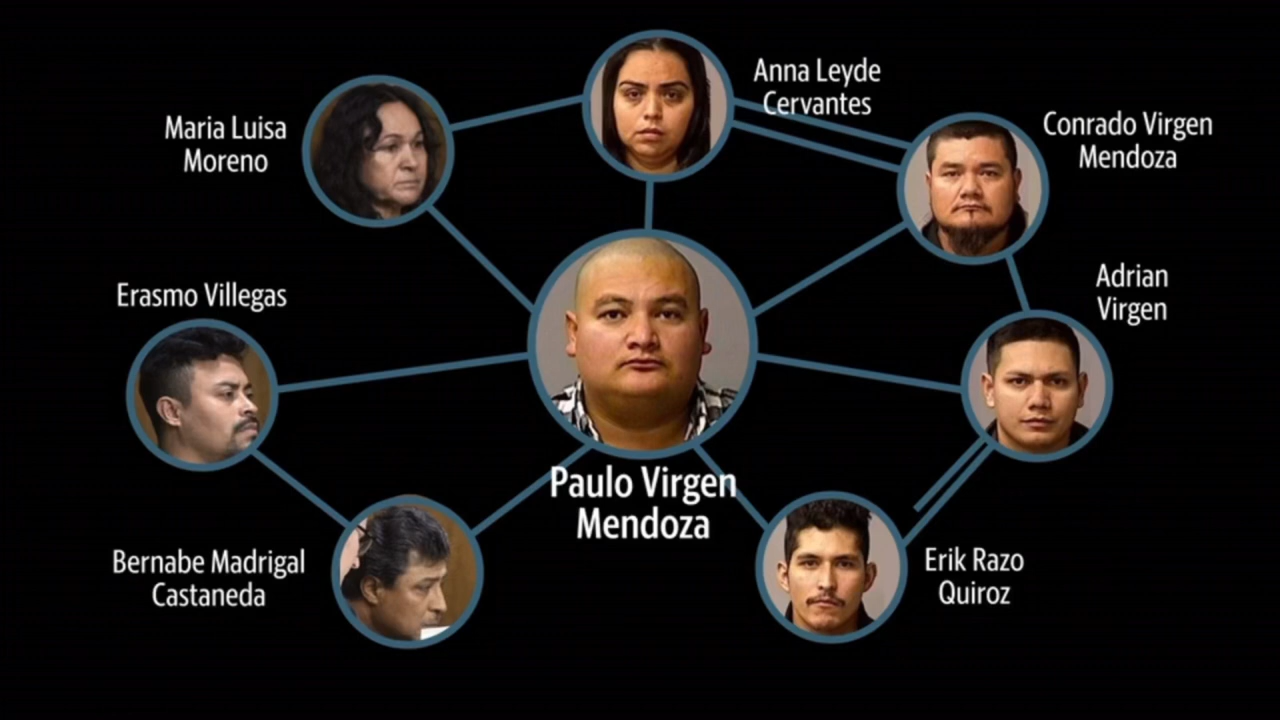 Anna Leyde
Cervantes
Maria Luisa
Moreno
Conrado Virgen
Mendoza
Adrian
Virgen
Erasmo Villegas
Paulo Virgen
Mendoza
Bernabe Madrigal
Castaneda
Erik Razo
Quiroz